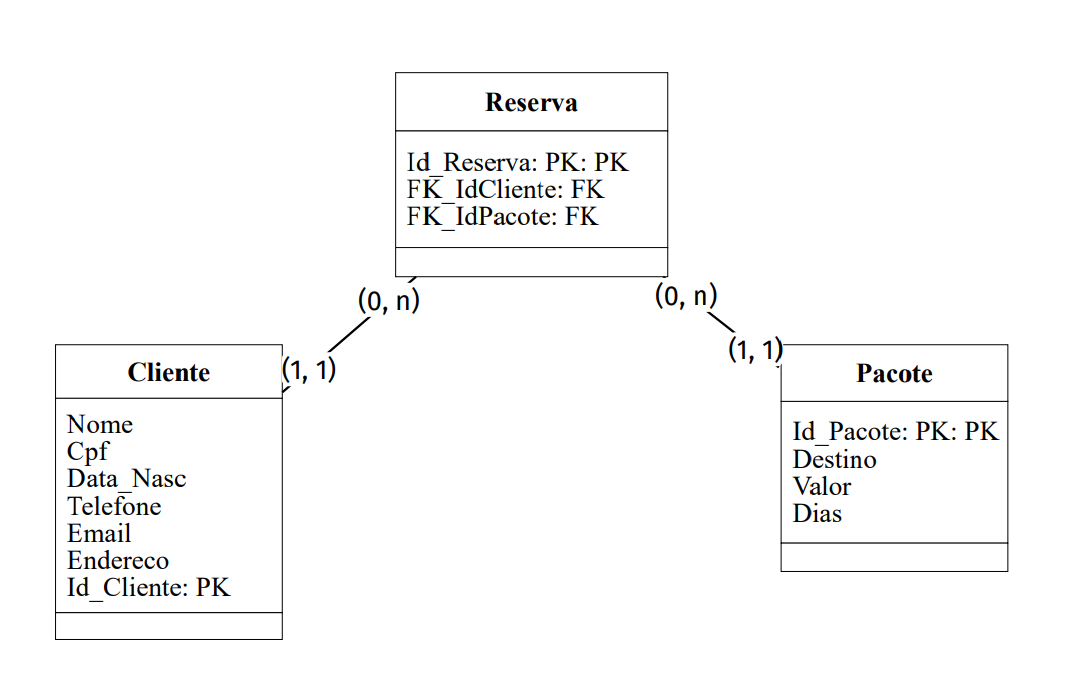 Reserva
Id_Reserva: PK: PK
FK_IdCliente: FK
FK_IdPacote: FK
(0, n)
(0, n)
(1, 1)
(1, 1)
Cliente
Nome
Cpf
Data_Nasc
Telefone
Email
Endereco
Id_Cliente: PK
Pacote
Id_Pacote: PK: PK
Destino
Valor
Dias